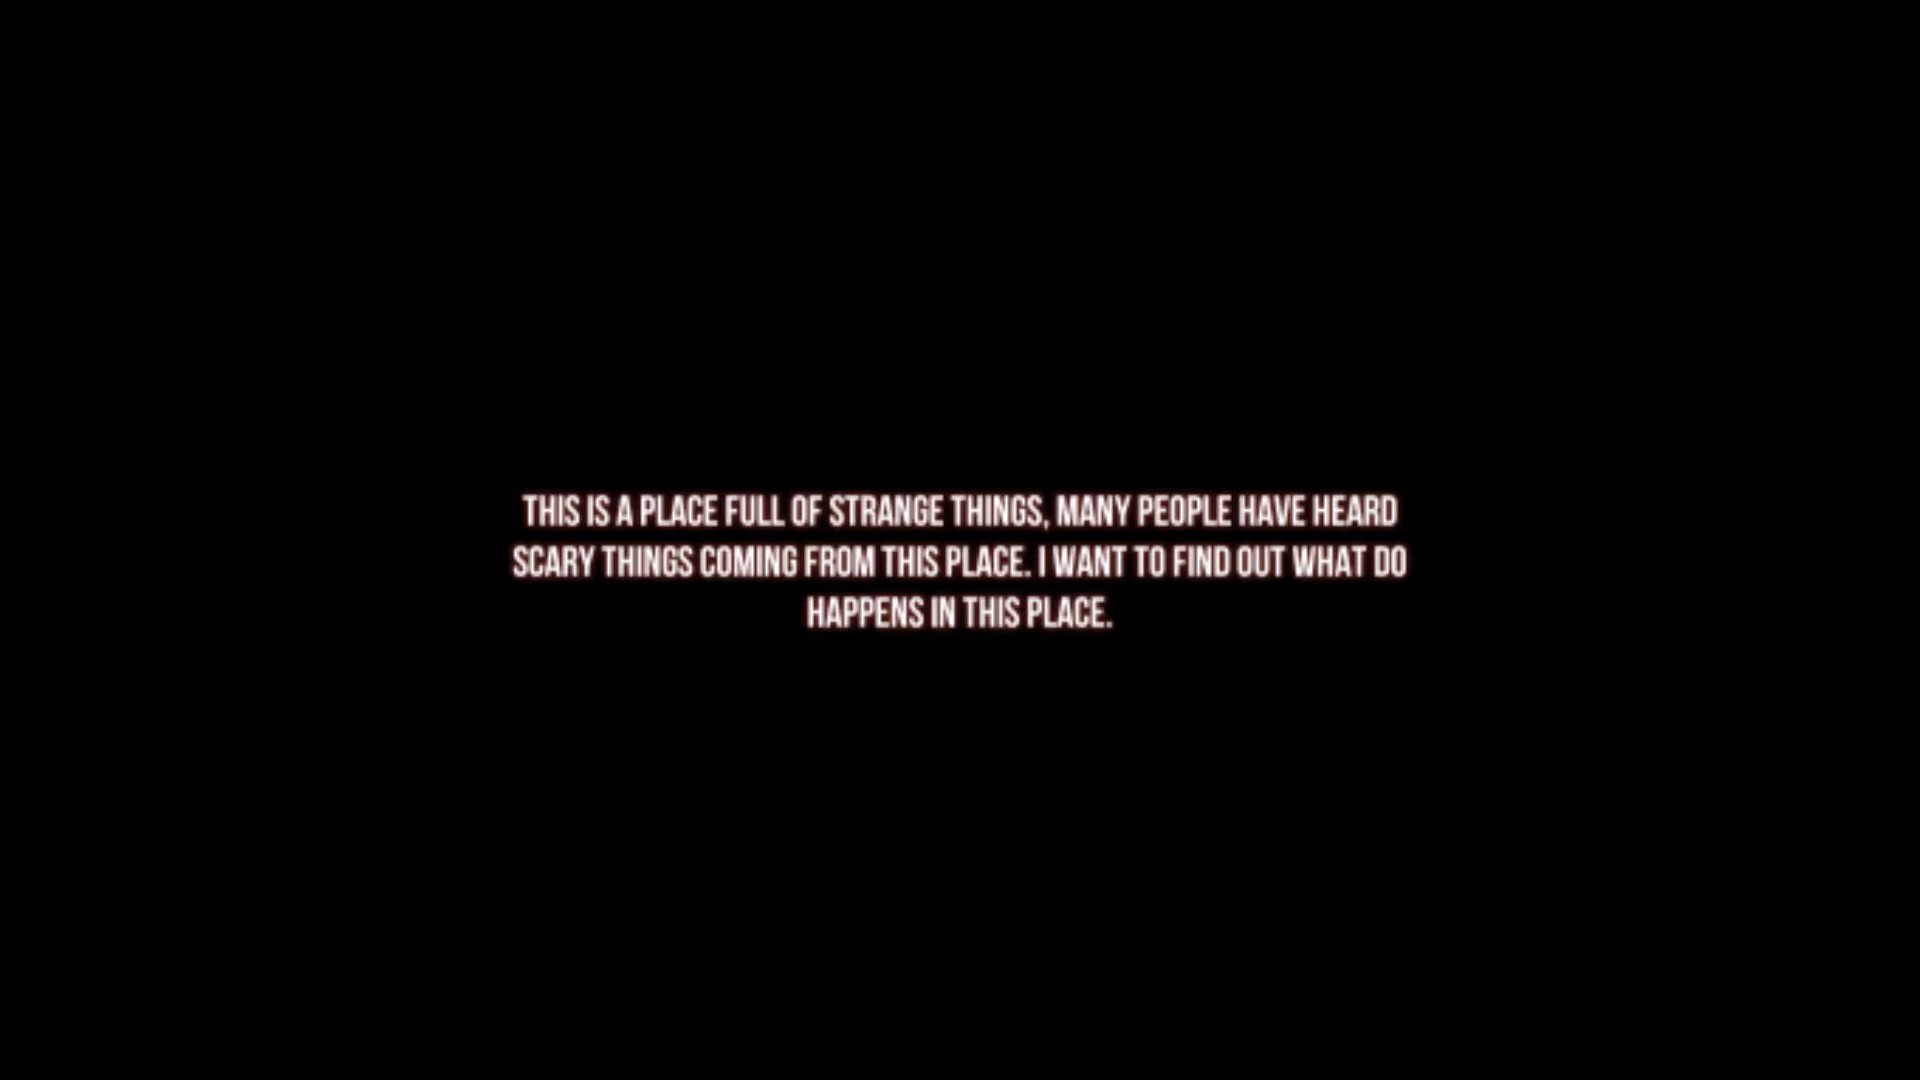 THIS IS A PLACE FULL OF STRANGE THINGS, MANY PEOPLE HAVE HEARD
SCARY THINGS COMING FROM THIS PLACE. I WANT TO FIND OUT WHAT DO
HAPPENS IN THIS PLACE.